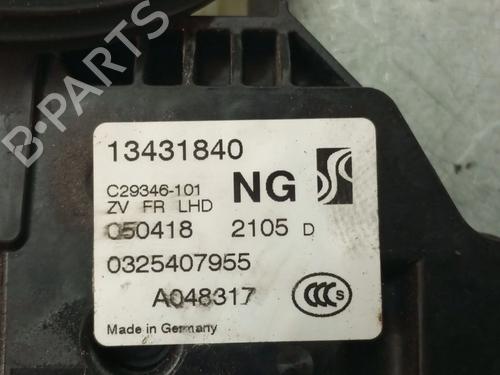 13431840
C29346-101
NG
ZV FR LHD
050418 2105 D
0325407955
A048317
CCC S
Made in Germany
B-PARTS